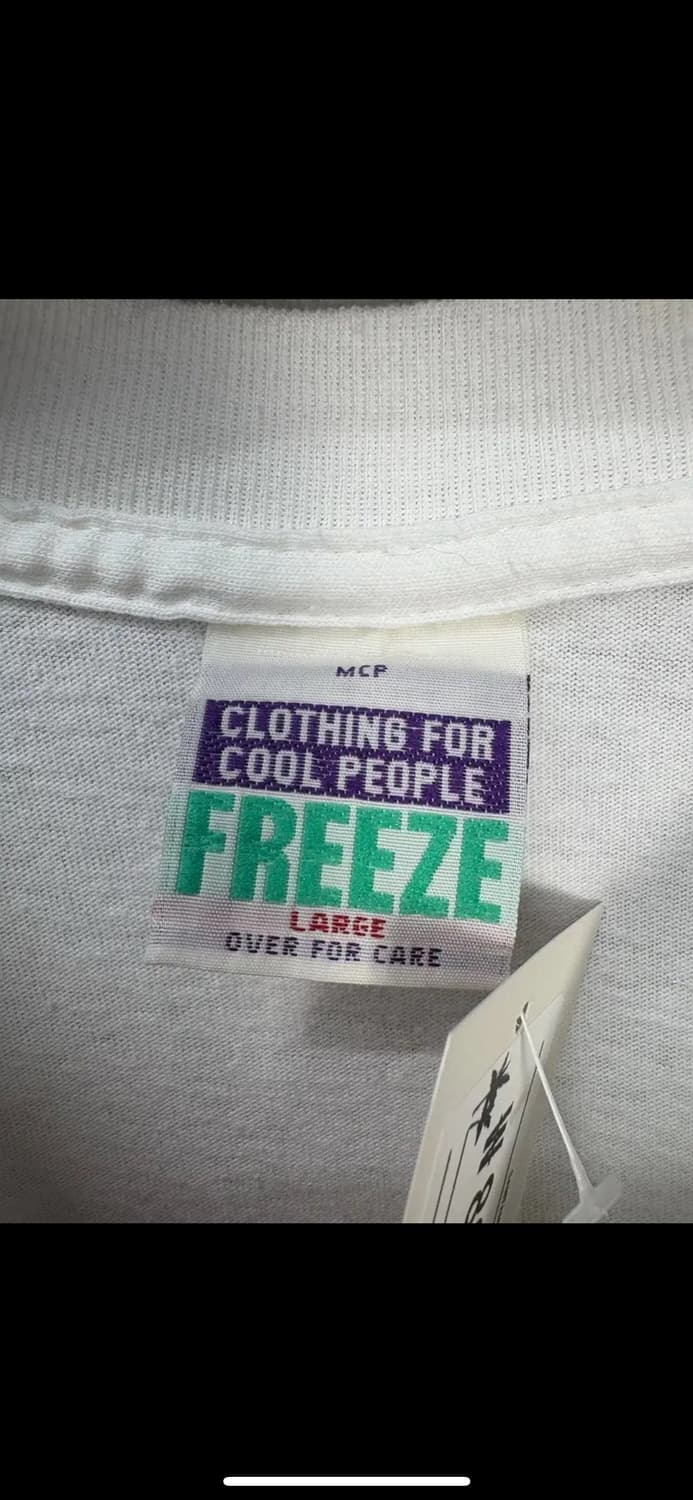 MCP
CLOTHING FOR
COOL PEOPLE
FREEZE
LARGE
OVER FOR CARE